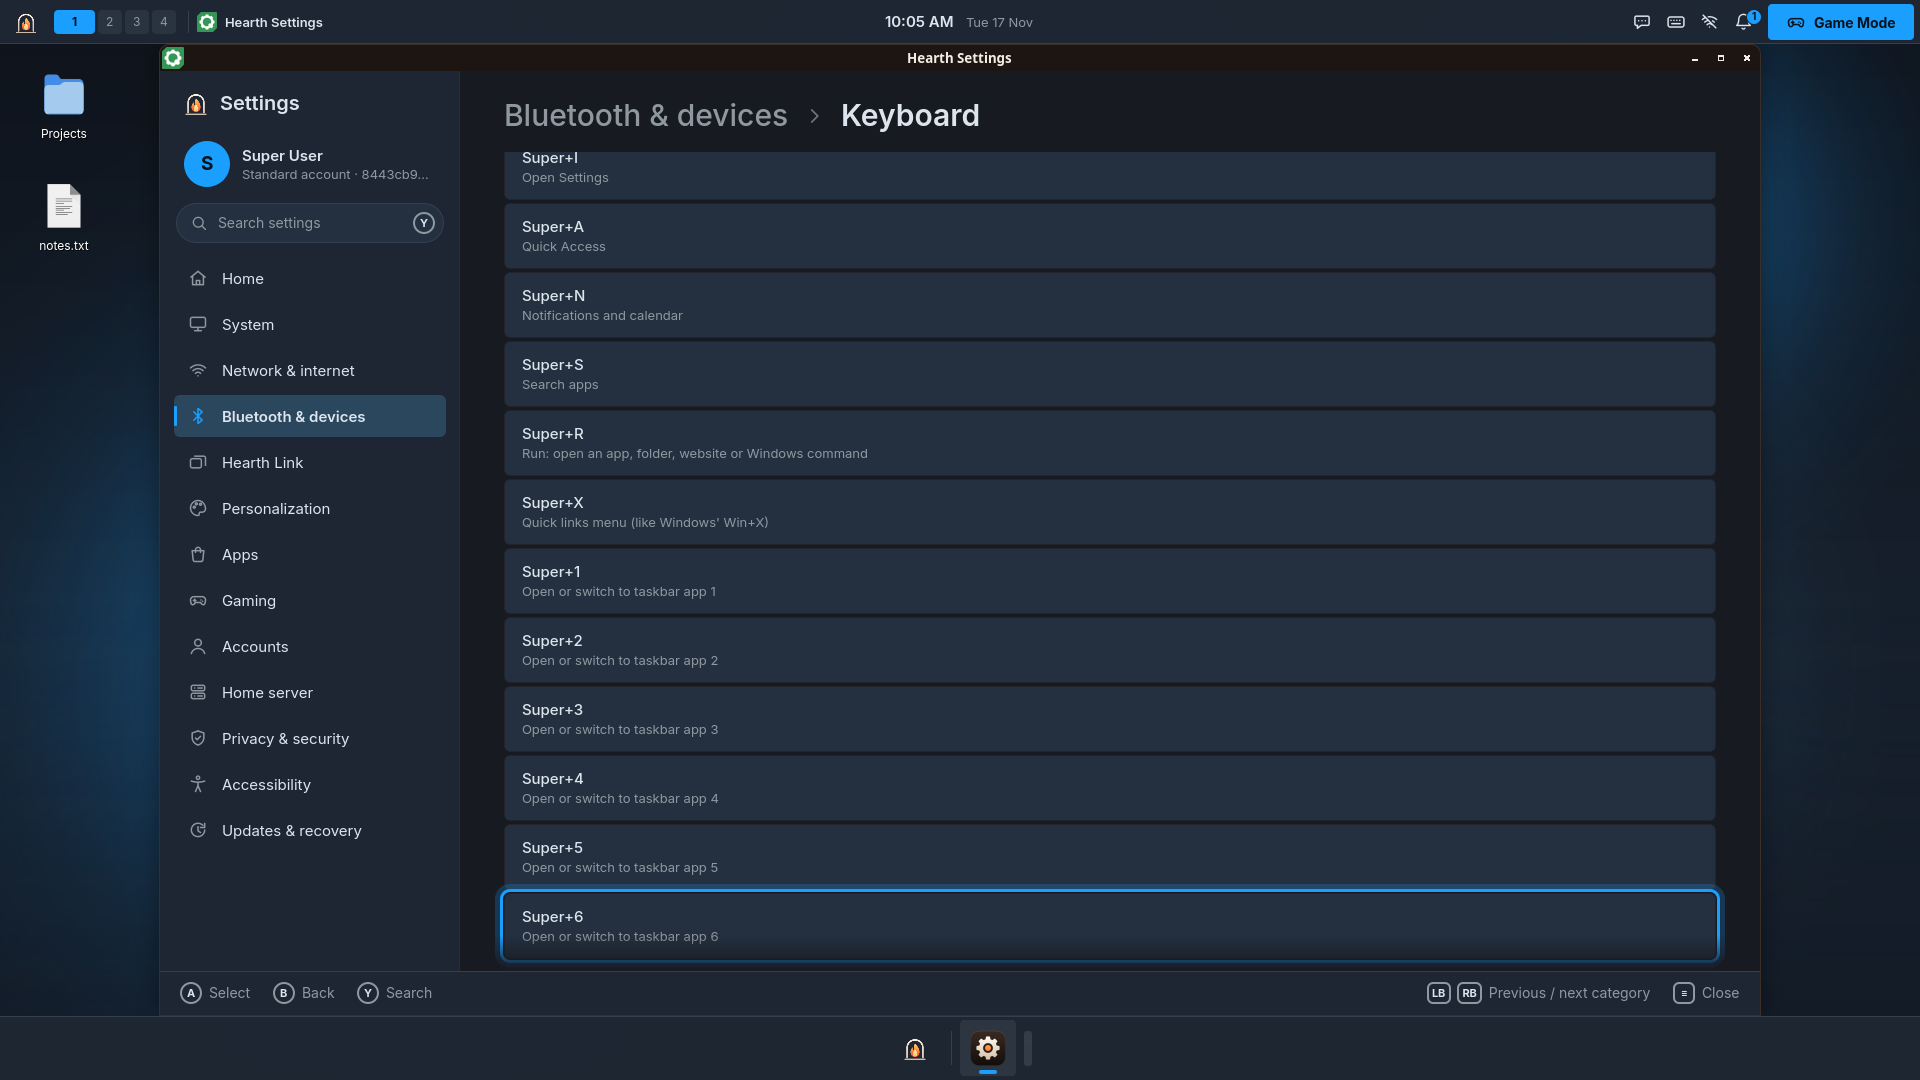 1 2 3 4 Hearth Settings 10:05 AM Tue 17 Nov 1 Game Mode
Hearth Settings
Projects
notes.txt
Settings
S
Super User
Standard account · 8443cb9...
Search settings Y
Home
System
Network & internet
Bluetooth & devices
Hearth Link
Personalization
Apps
Gaming
Accounts
Home server
Privacy & security
Accessibility
Updates & recovery
Bluetooth & devices > Keyboard
Super+I
Open Settings
Super+A
Quick Access
Super+N
Notifications and calendar
Super+S
Search apps
Super+R
Run: open an app, folder, website or Windows command
Super+X
Quick links menu (like Windows' Win+X)
Super+1
Open or switch to taskbar app 1
Super+2
Open or switch to taskbar app 2
Super+3
Open or switch to taskbar app 3
Super+4
Open or switch to taskbar app 4
Super+5
Open or switch to taskbar app 5
Super+6
Open or switch to taskbar app 6
A Select B Back Y Search LB RB Previous / next category ≡ Close